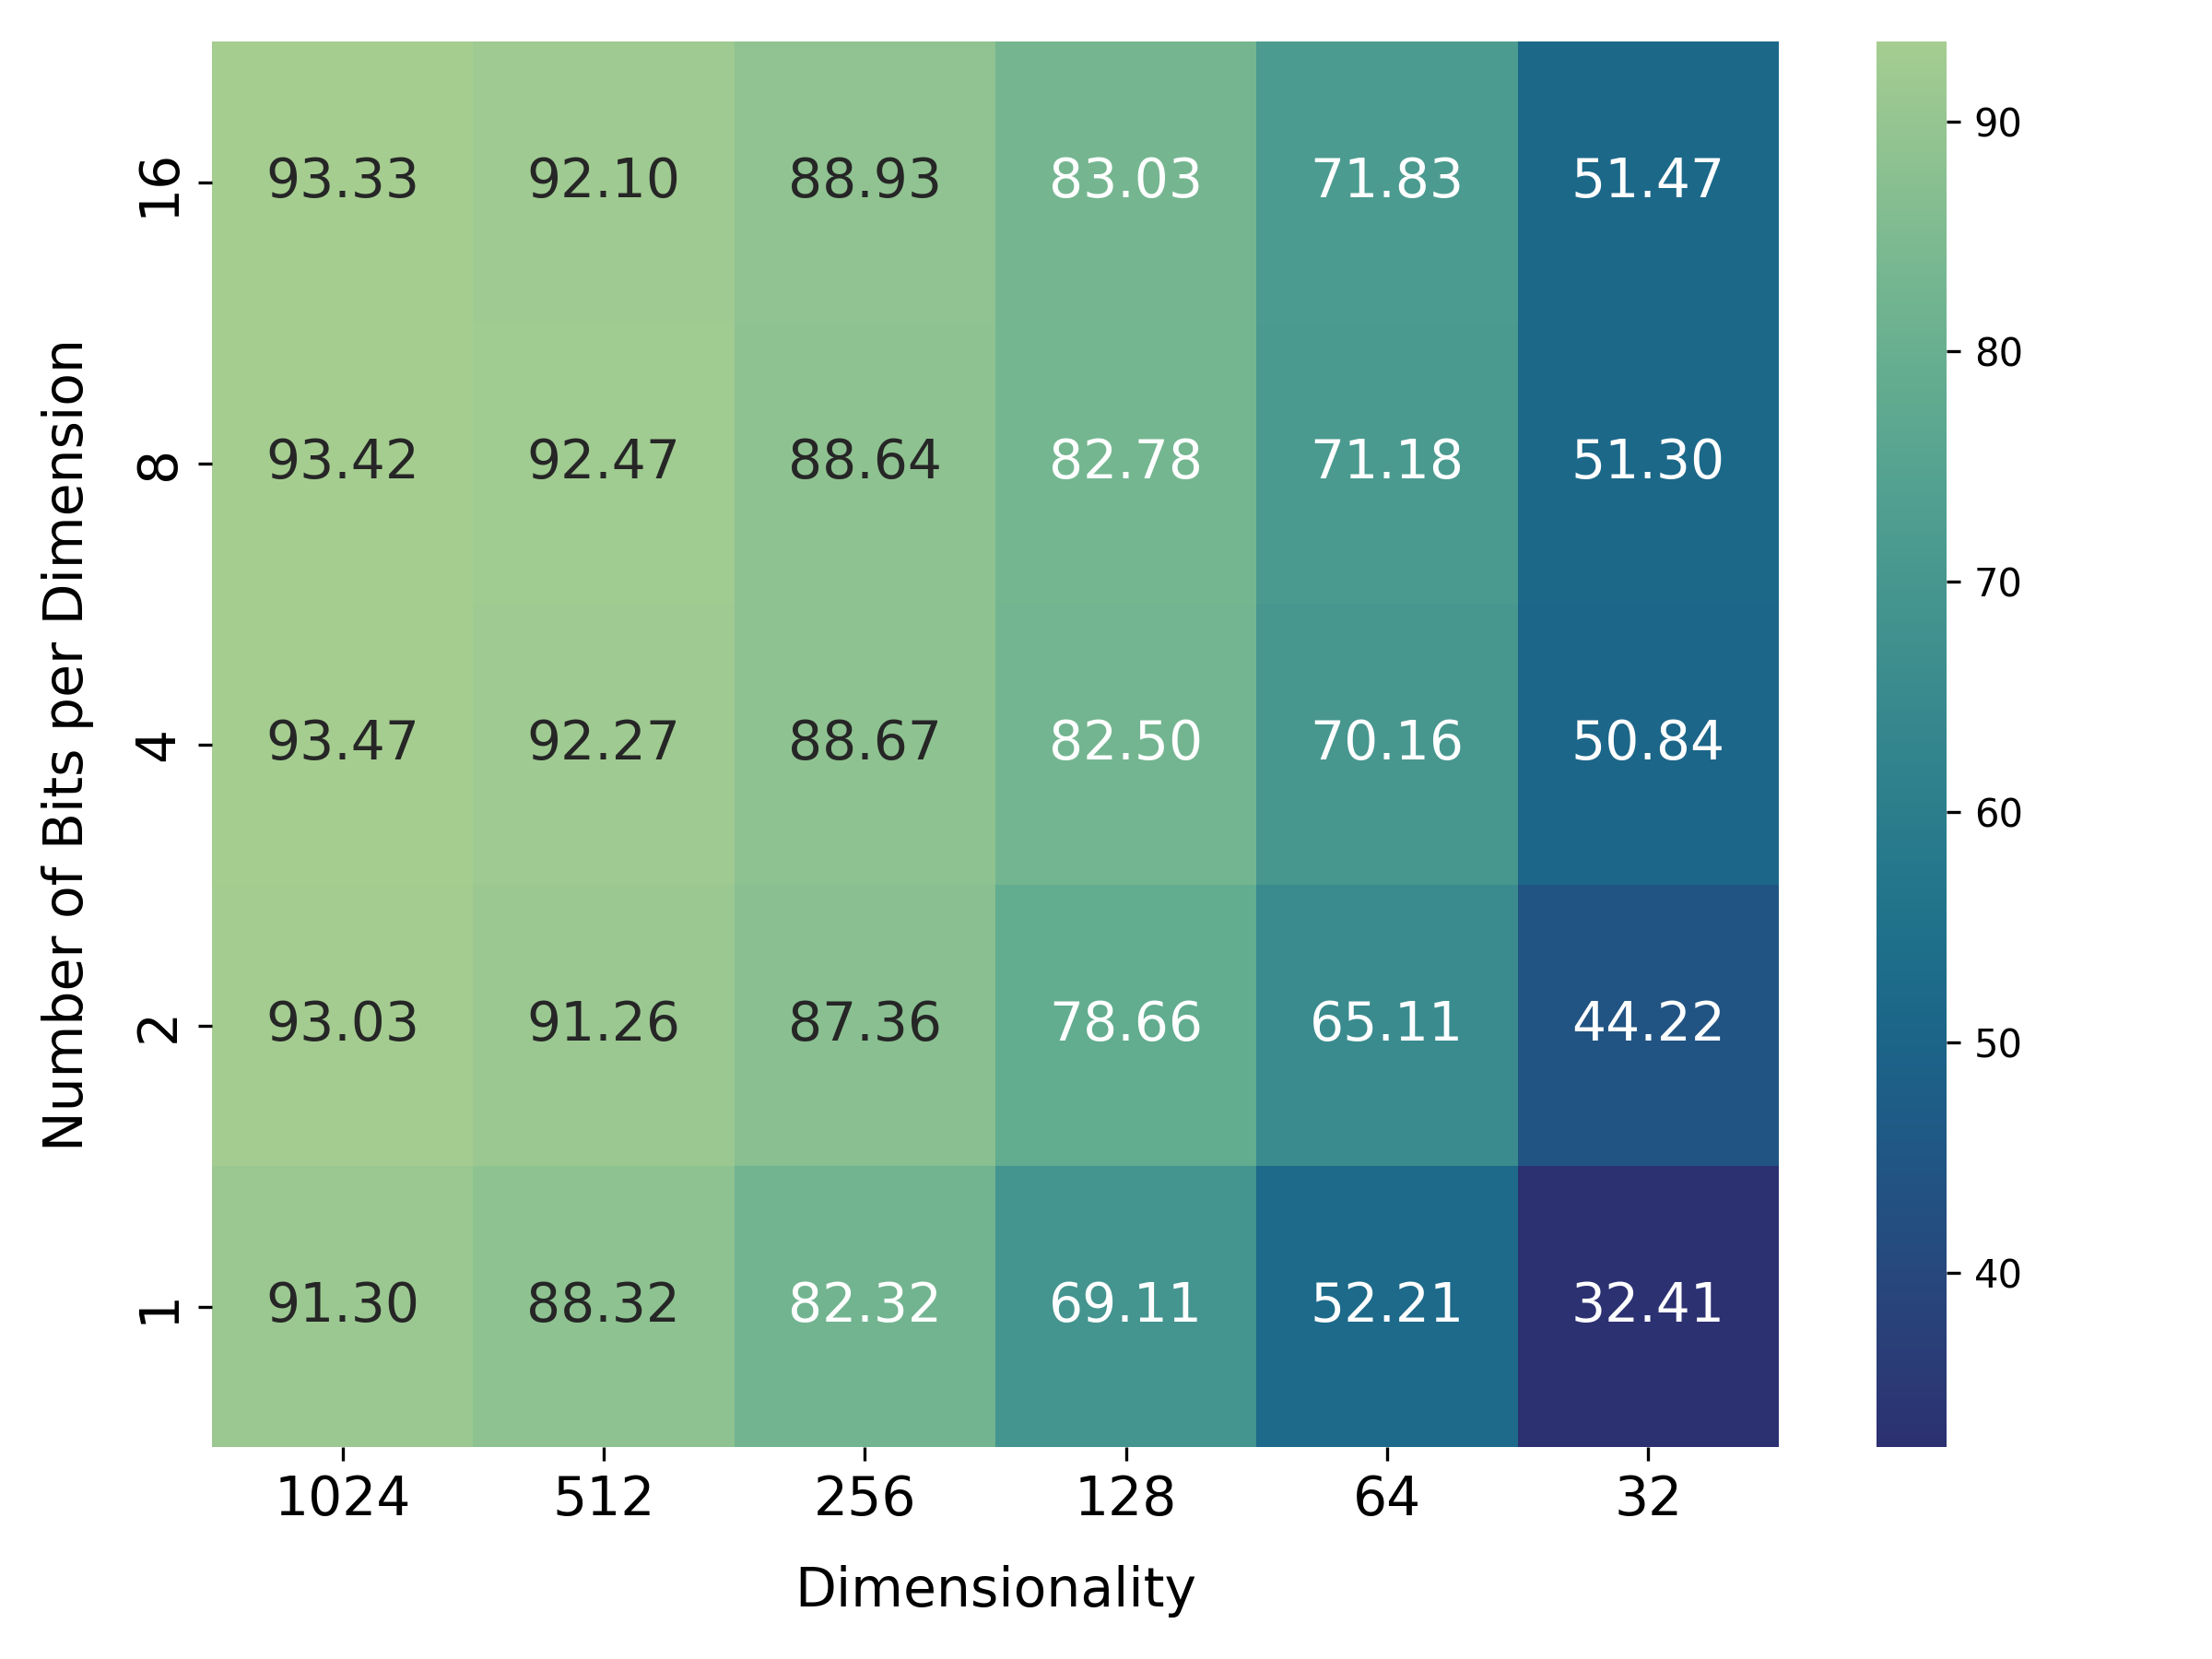 Number of Bits per Dimension
16 93.33 92.10 88.93 83.03 71.83 51.47
8 93.42 92.47 88.64 82.78 71.18 51.30
4 93.47 92.27 88.67 82.50 70.16 50.84
2 93.03 91.26 87.36 78.66 65.11 44.22
1 91.30 88.32 82.32 69.11 52.21 32.41
1024 512 256 128 64 32
Dimensionality
90
80
70
60
50
40